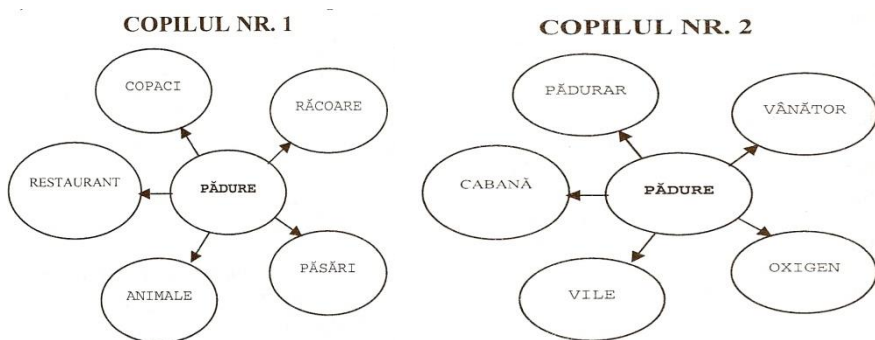 COPILUL NR. 1
COPACI
RĂCOARE
RESTAURANT
PĂDURE
PĂSĂRI
ANIMALE
COPILUL NR. 2
PĂDURAR
VÂNĂTOR
CABANĂ
PĂDURE
OXIGEN
VILE